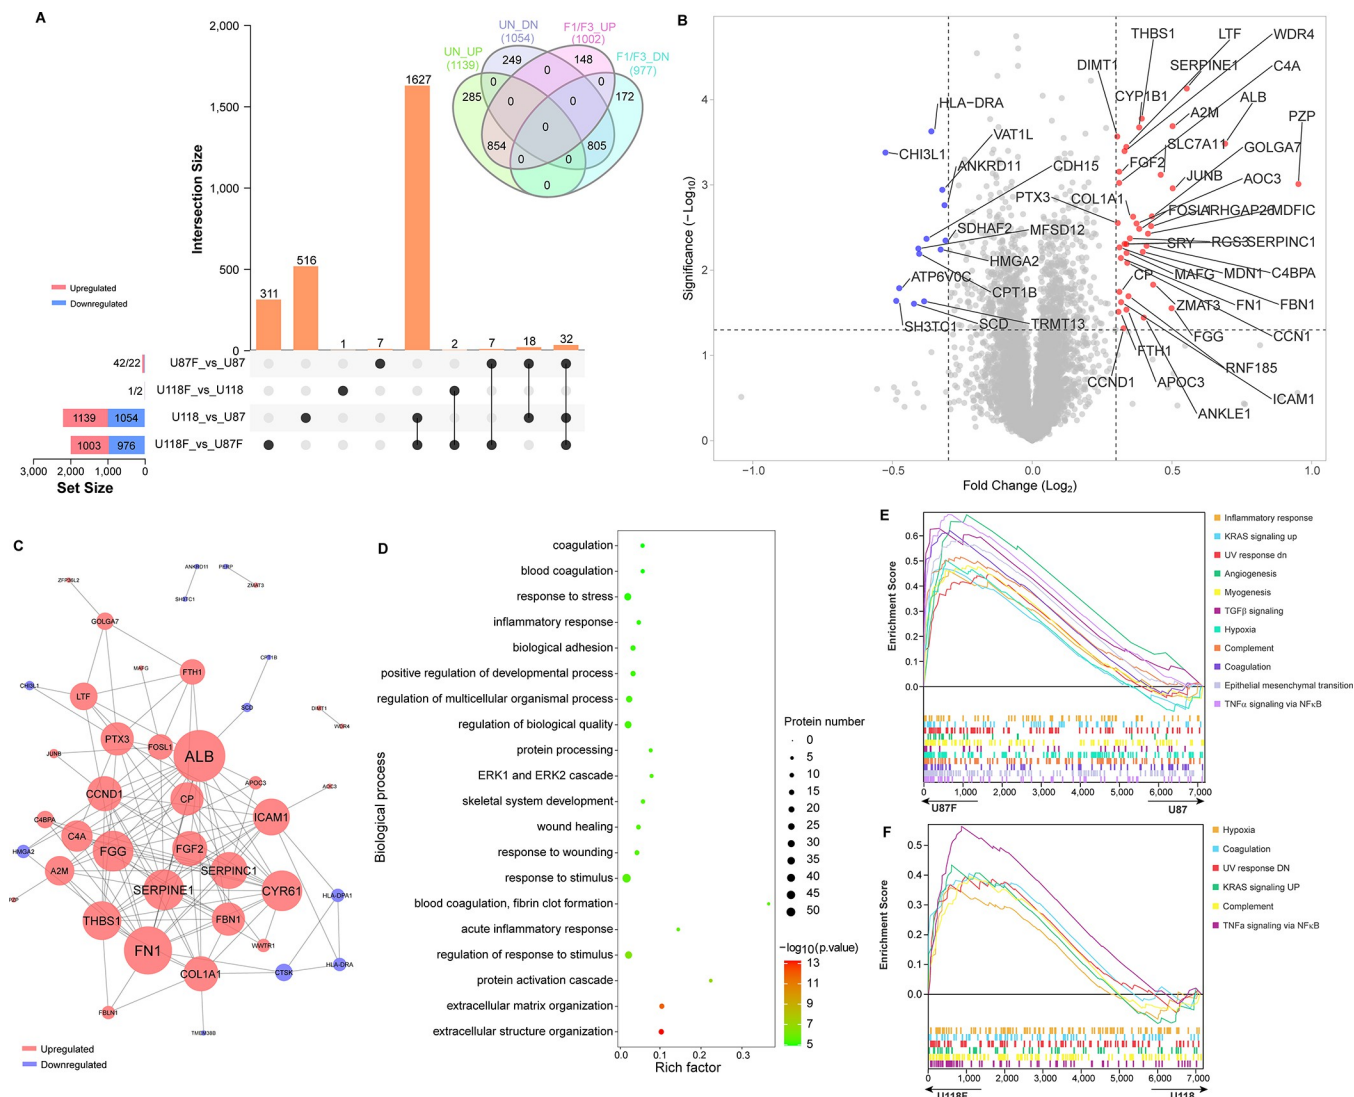 A
2,000
1,500
1,000
500
0
Intersection Size
311
516
1
7
1627
2
7
18
32
UN_UP
(1139)
UN_DN
(1054)
F1/F3_UP
(1002)
F1/F3_DN
(977)
249
148
285
172
0
0
0
0
0
854
805
0
0
0
Upregulated
Downregulated
42/22
U87F_vs_U87
1/2
U118F_vs_U118
1139
1054
U118_vs_U87
1003
976
U118F_vs_U87F
3,000
2,000
1,000
0
Set Size
B
Significance (−Log10)
4
3
2
1
0
−1.0
−0.5
0.0
0.5
1.0
Fold Change (Log2)
THBS1
LTF
WDR4
DIMT1
SERPINE1
C4A
CYP1B1
ALB
HLA−DRA
A2M
PZP
VAT1L
SLC7A11
GOLGA7
CHI3L1
ANKRD11
CDH15
FGF2
JUNB
AOC3
PTX3
COL1A1
FOSL1
ARHGAP26
MDFIC
SDHAF2
MFSD12
SRY
RGS3
SERPINC1
HMGA2
CP
MAFG
MDN1
C4BPA
ATP6V0C
CPT1B
ZMAT3
FN1
FBN1
SH3TC1
SCD
TRMT13
FGG
CCN1
FTH1
RNF185
CCND1
APOC3
ICAM1
ANKLE1
C
ZFP36L2
ANKRD11
PERP
ZMAT3
SH3TC1
GOLGA7
MAFG
FTH1
CPT1B
CHI3L1
LTF
SCD
DIMT1
WDR4
PTX3
FOSL1
ALB
JUNB
APOC3
AOC3
CCND1
CP
C4BPA
ICAM1
C4A
HMGA2
FGG
FGF2
A2M
SERPINC1
SERPINE1
CYR61
PZP
HLA-DPA1
THBS1
FBN1
FN1
WWTR1
HLA-DRA
COL1A1
CTSK
FBLN1
TMEM38B
Upregulated
Downregulated
D
Biological process
coagulation
blood coagulation
response to stress
inflammatory response
biological adhesion
positive regulation of developmental process
regulation of multicellular organismal process
regulation of biological quality
protein processing
ERK1 and ERK2 cascade
skeletal system development
wound healing
response to wounding
response to stimulus
blood coagulation, fibrin clot formation
acute inflammatory response
regulation of response to stimulus
protein activation cascade
extracellular matrix organization
extracellular structure organization
0.0
0.1
0.2
0.3
Rich factor
Protein number
0
5
10
15
20
25
30
35
40
45
50
−log10(p.value)
13
11
9
7
5
E
Enrichment Score
0.6
0.5
0.4
0.3
0.2
0.1
0.0
0
1,000
2,000
3,000
4,000
5,000
6,000
7,000
U87F
U87
Inflammatory response
KRAS signaling up
UV response dn
Angiogenesis
Myogenesis
TGFβ signaling
Hypoxia
Complement
Coagulation
Epithelial mesenchymal transition
TNFα signaling via NFκB
F
Enrichment Score
0.5
0.4
0.3
0.2
0.1
0.0
0
1,000
2,000
3,000
4,000
5,000
6,000
7,000
U118F
U118
Hypoxia
Coagulation
UV response DN
KRAS signaling UP
Complement
TNFa signaling via NFκB